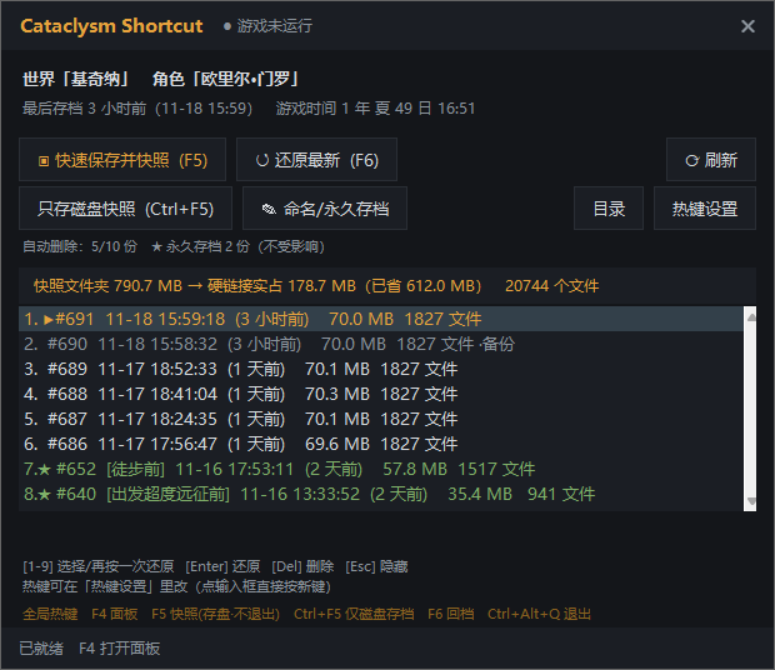 Cataclysm Shortcut ● 游戏未运行 ✕
世界「基奇纳」 角色「欧里尔•门罗」
最后存档 3 小时前（11-18 15:59） 游戏时间 1 年 夏 49 日 16:51
▣ 快速保存并快照（F5） 还原最新（F6） ⟳ 刷新
只存磁盘快照（Ctrl+F5） ✎ 命名/永久存档 目录 热键设置
自动删除：5/10 份 ★永久存档 2 份（不受影响）
快照文件夹 790.7 MB → 硬链接实占 178.7 MB（已省 612.0 MB） 20744 个文件
1. ▶#691 11-18 15:59:18 (3 小时前) 70.0 MB 1827 文件
2. #690 11-18 15:58:32 (3 小时前) 70.0 MB 1827 文件 ·备份
3. #689 11-17 18:52:33 (1 天前) 70.1 MB 1827 文件
4. #688 11-17 18:41:04 (1 天前) 70.3 MB 1827 文件
5. #687 11-17 18:24:35 (1 天前) 70.1 MB 1827 文件
6. #686 11-17 17:56:47 (1 天前) 69.6 MB 1827 文件
7.★ #652 [徒步前] 11-16 17:53:11 (2 天前) 57.8 MB 1517 文件
8.★ #640 [出发超度远征前] 11-16 13:33:52 (2 天前) 35.4 MB 941 文件
[1-9] 选择/再按一次还原 [Enter] 还原 [Del] 删除 [Esc] 隐藏
热键可在「热键设置」里改（点输入框直接按新键）
全局热键 F4 面板 F5 快照(存盘·不退出) Ctrl+F5 仅磁盘存档 F6 回档 Ctrl+Alt+Q 退出
已就绪 F4 打开面板